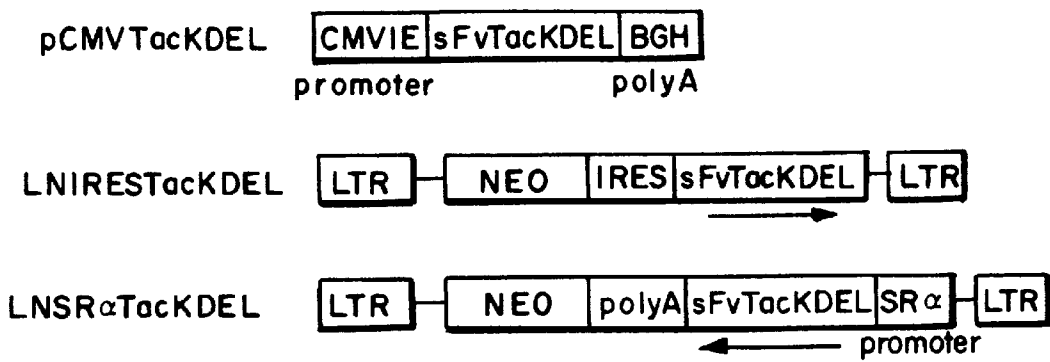 pCMVTacKDEL CMVIE sFvTacKDEL BGH
promoter polyA
LNIRESTacKDEL LTR NEO IRES sFvTacKDEL LTR
LNSRαTacKDEL LTR NEO polyA sFvTacKDEL SRα LTR
promoter